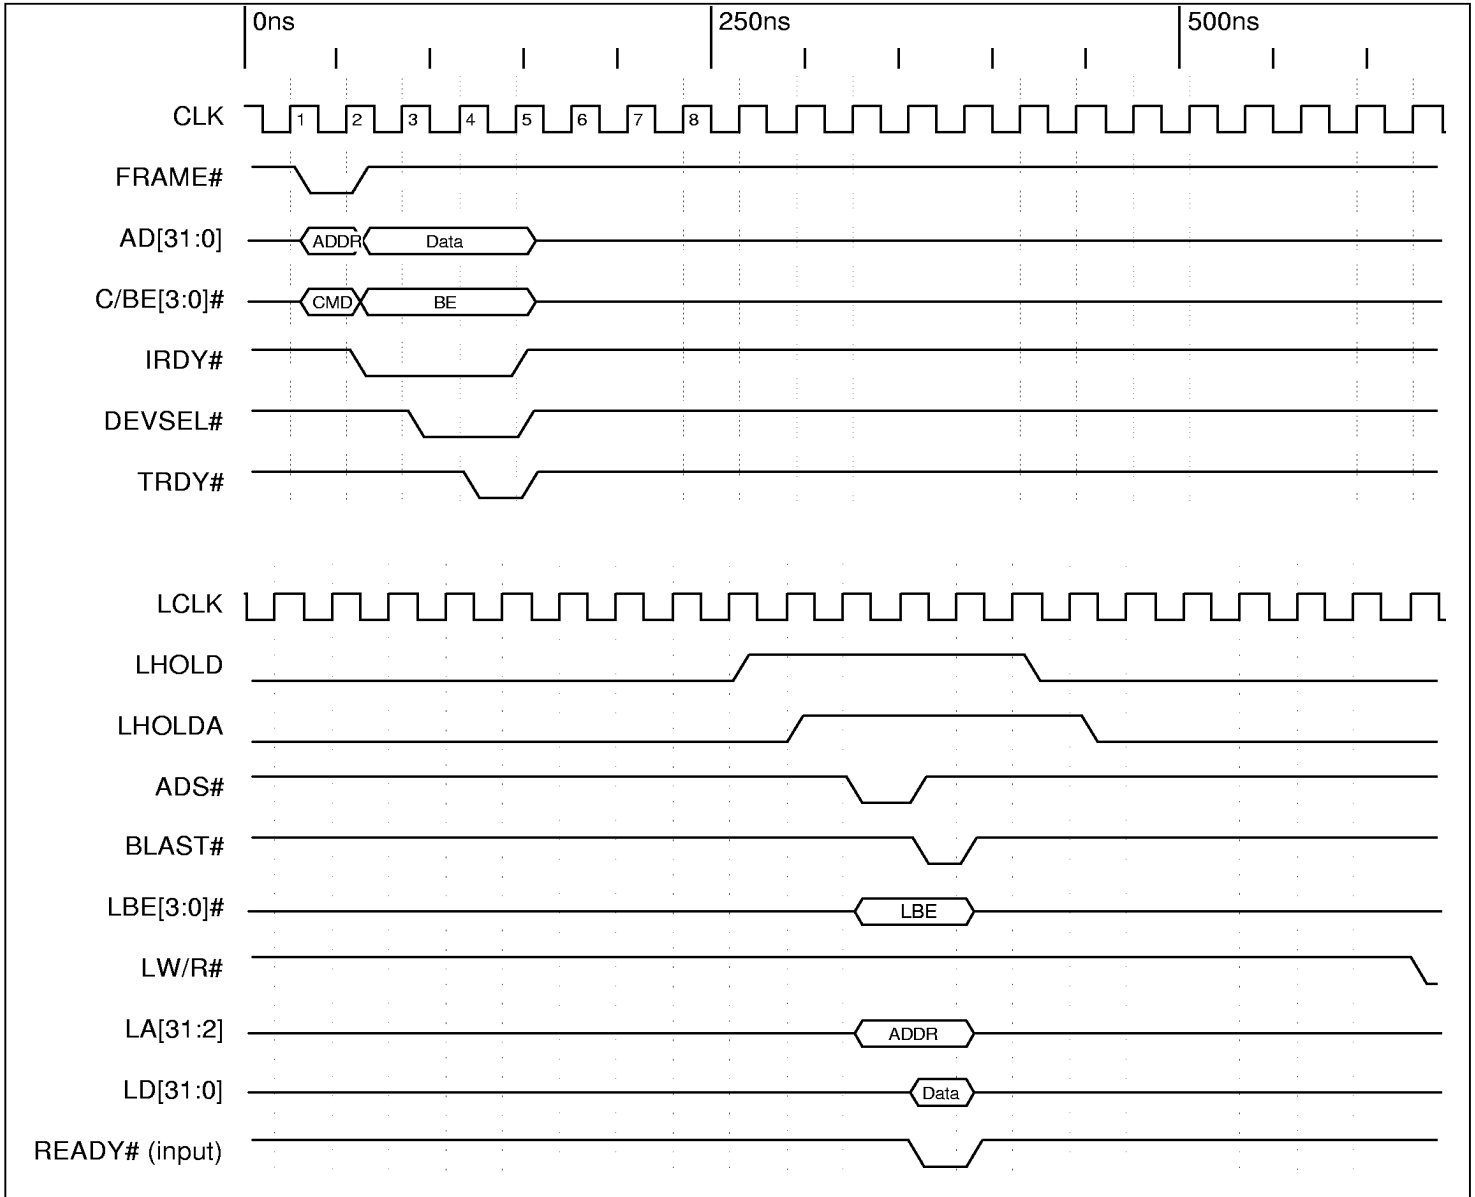 0ns 250ns 500ns
CLK 1 2 3 4 5 6 7 8
FRAME#
AD[31:0] ADDR Data
C/BE[3:0]# CMD BE
IRDY#
DEVSEL#
TRDY#
LCLK
LHOLD
LHOLDA
ADS#
BLAST#
LBE[3:0]# LBE
LW/R#
LA[31:2] ADDR
LD[31:0] Data
READY# (input)